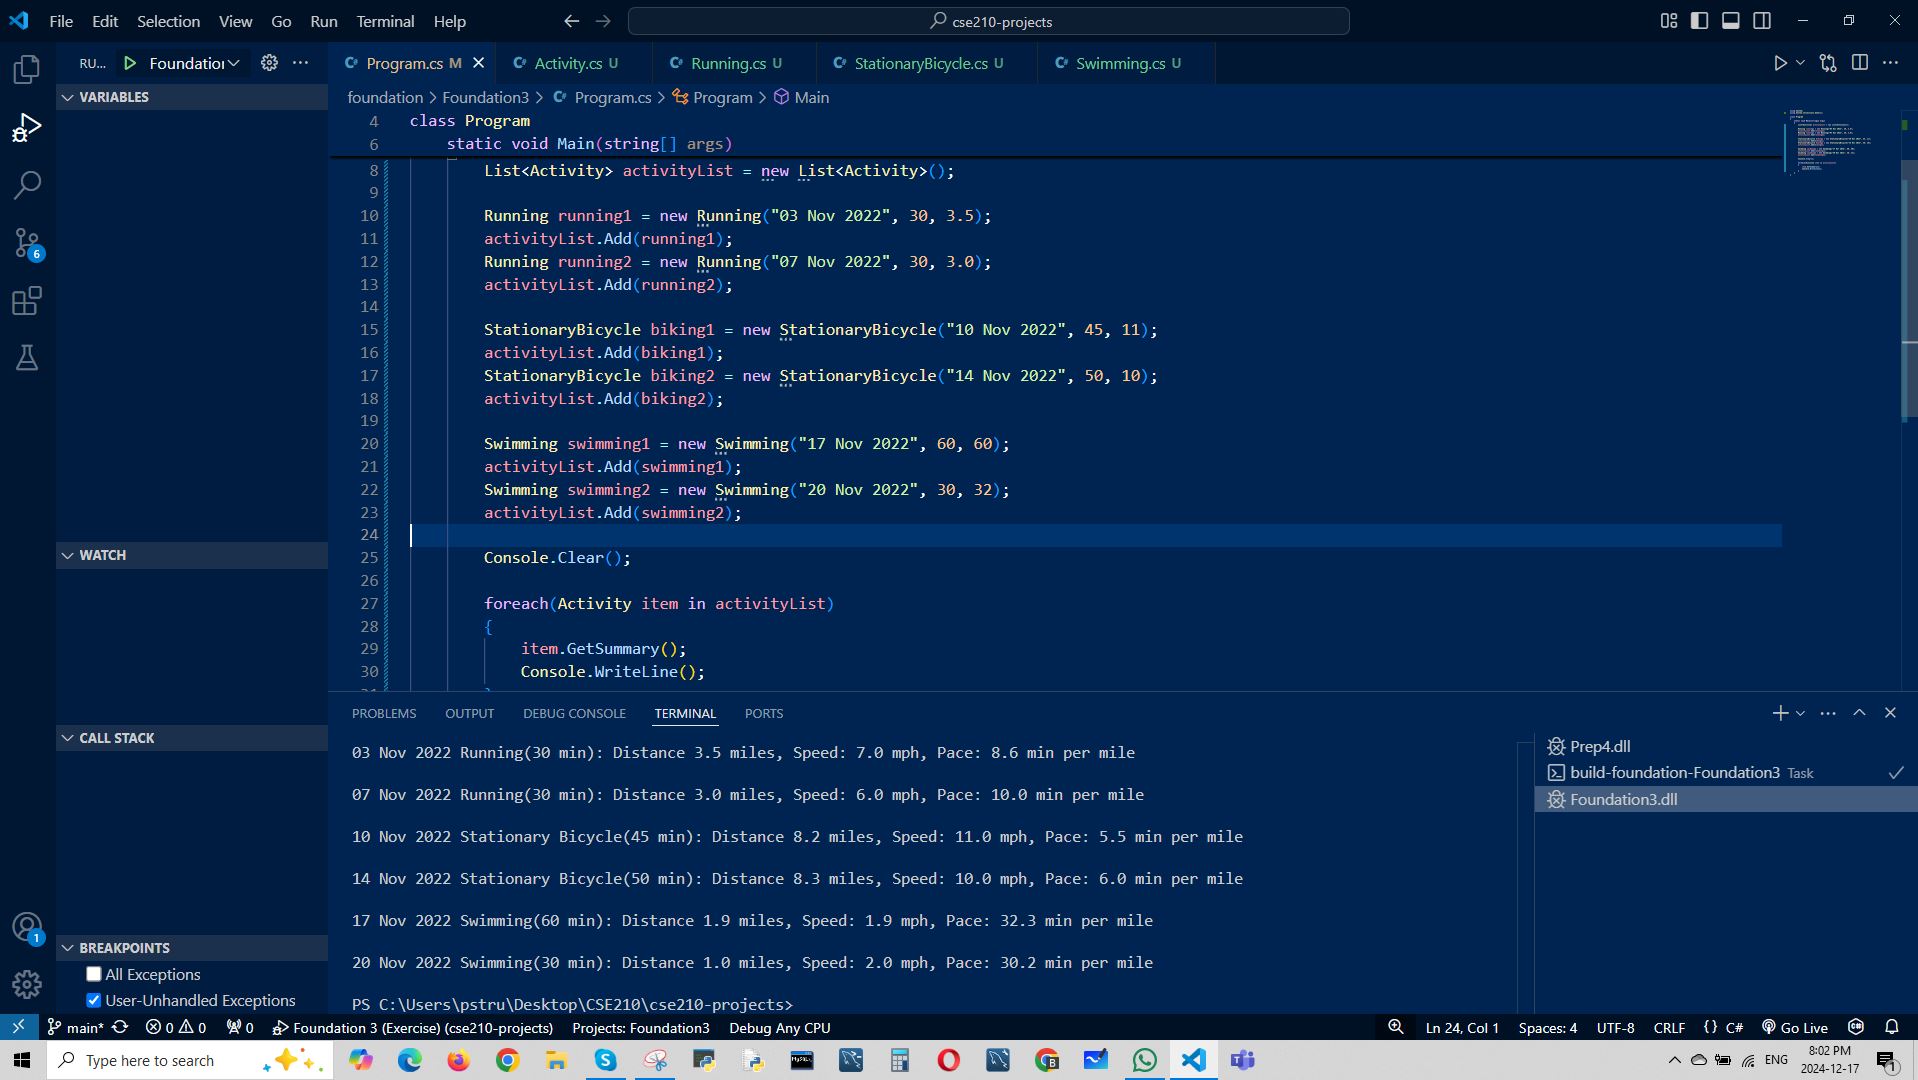 File Edit Selection View Go Run Terminal Help
cse210-projects
RU... Foundation
Program.cs M
Activity.cs U
Running.cs U
StationaryBicycle.cs U
Swimming.cs U
VARIABLES
foundation > Foundation3 > Program.cs > Program > Main
4 class Program
6 static void Main(string[] args)
8 List<Activity> activityList = new List<Activity>();
9
10 Running running1 = new Running("03 Nov 2022", 30, 3.5);
11 activityList.Add(running1);
12 Running running2 = new Running("07 Nov 2022", 30, 3.0);
13 activityList.Add(running2);
14
15 StationaryBicycle biking1 = new StationaryBicycle("10 Nov 2022", 45, 11);
16 activityList.Add(biking1);
17 StationaryBicycle biking2 = new StationaryBicycle("14 Nov 2022", 50, 10);
18 activityList.Add(biking2);
19
20 Swimming swimming1 = new Swimming("17 Nov 2022", 60, 60);
21 activityList.Add(swimming1);
22 Swimming swimming2 = new Swimming("20 Nov 2022", 30, 32);
23 activityList.Add(swimming2);
24
25 Console.Clear();
26
27 foreach(Activity item in activityList)
28 {
29 item.GetSummary();
30 Console.WriteLine();
6
WATCH
CALL STACK
BREAKPOINTS
All Exceptions
User-Unhandled Exceptions
1
PROBLEMS OUTPUT DEBUG CONSOLE TERMINAL PORTS
03 Nov 2022 Running(30 min): Distance 3.5 miles, Speed: 7.0 mph, Pace: 8.6 min per mile
07 Nov 2022 Running(30 min): Distance 3.0 miles, Speed: 6.0 mph, Pace: 10.0 min per mile
10 Nov 2022 Stationary Bicycle(45 min): Distance 8.2 miles, Speed: 11.0 mph, Pace: 5.5 min per mile
14 Nov 2022 Stationary Bicycle(50 min): Distance 8.3 miles, Speed: 10.0 mph, Pace: 6.0 min per mile
17 Nov 2022 Swimming(60 min): Distance 1.9 miles, Speed: 1.9 mph, Pace: 32.3 min per mile
20 Nov 2022 Swimming(30 min): Distance 1.0 miles, Speed: 2.0 mph, Pace: 30.2 min per mile
PS C:\Users\pstru\Desktop\CSE210\cse210-projects>
Prep4.dll
build-foundation-Foundation3 Task
Foundation3.dll
main* 0 0 0 Foundation 3 (Exercise) (cse210-projects) Projects: Foundation3 Debug Any CPU
Ln 24, Col 1 Spaces: 4 UTF-8 CRLF {} C# Go Live
Type here to search
ENG
8:02 PM
2024-12-17
1